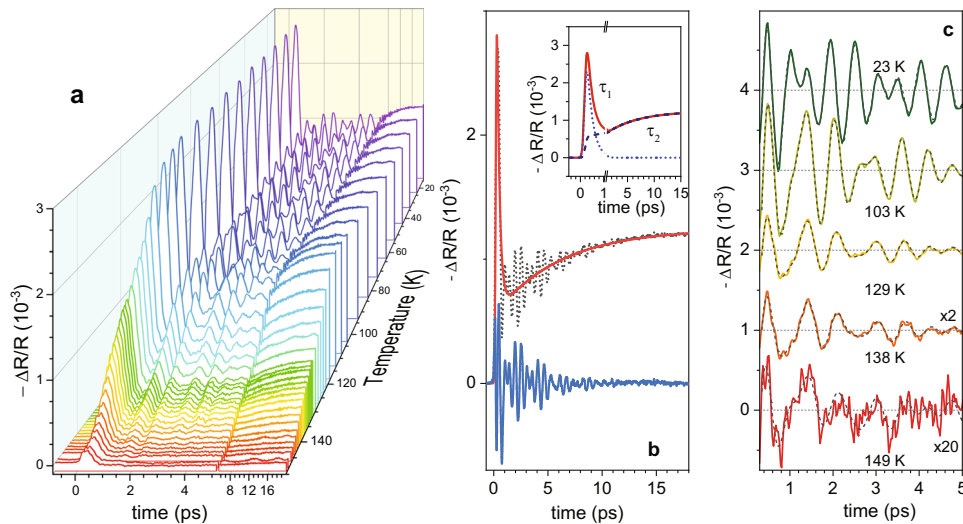 a
− ΔR/R (10⁻³)
3
2
1
0
0
2
4
8
12
16
time (ps)
20
40
60
80
100
120
140
Temperature (K)
b
- ΔR/R (10⁻³)
2
1
0
0
5
10
15
time (ps)
- ΔR/R (10⁻³)
3
2
1
0
τ₁
τ₂
0
1
5
10
15
time (ps)
c
- ΔR/R (10⁻³)
4
3
2
1
0
23 K
103 K
129 K
x2
138 K
x20
149 K
1
2
3
4
5
time (ps)